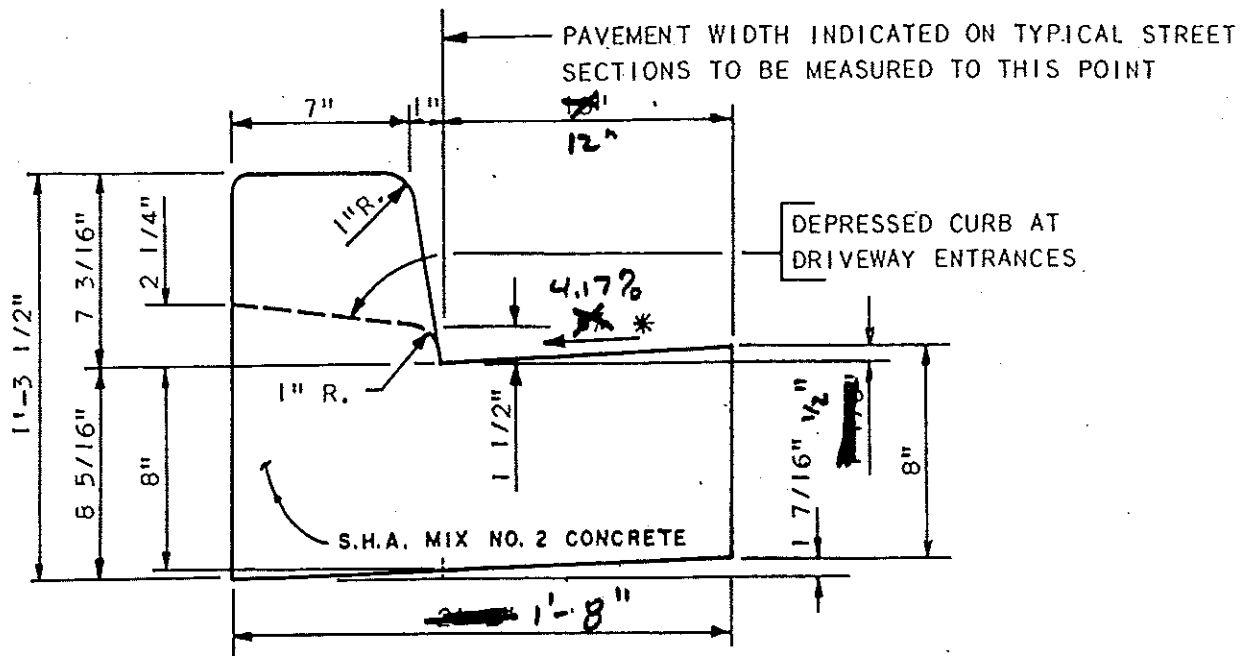 PAVEMENT WIDTH INDICATED ON TYPICAL STREET
SECTIONS TO BE MEASURED TO THIS POINT
7"
1"
12"
1" R.
DEPRESSED CURB AT
DRIVEWAY ENTRANCES
2 1/4"
7 3/16"
1'-3 1/2"
4.17%
*
1" R.
1 1/2"
8 5/16"
8"
1/2"
1 7/16"
8"
S.H.A. MIX NO. 2 CONCRETE
1'-8"